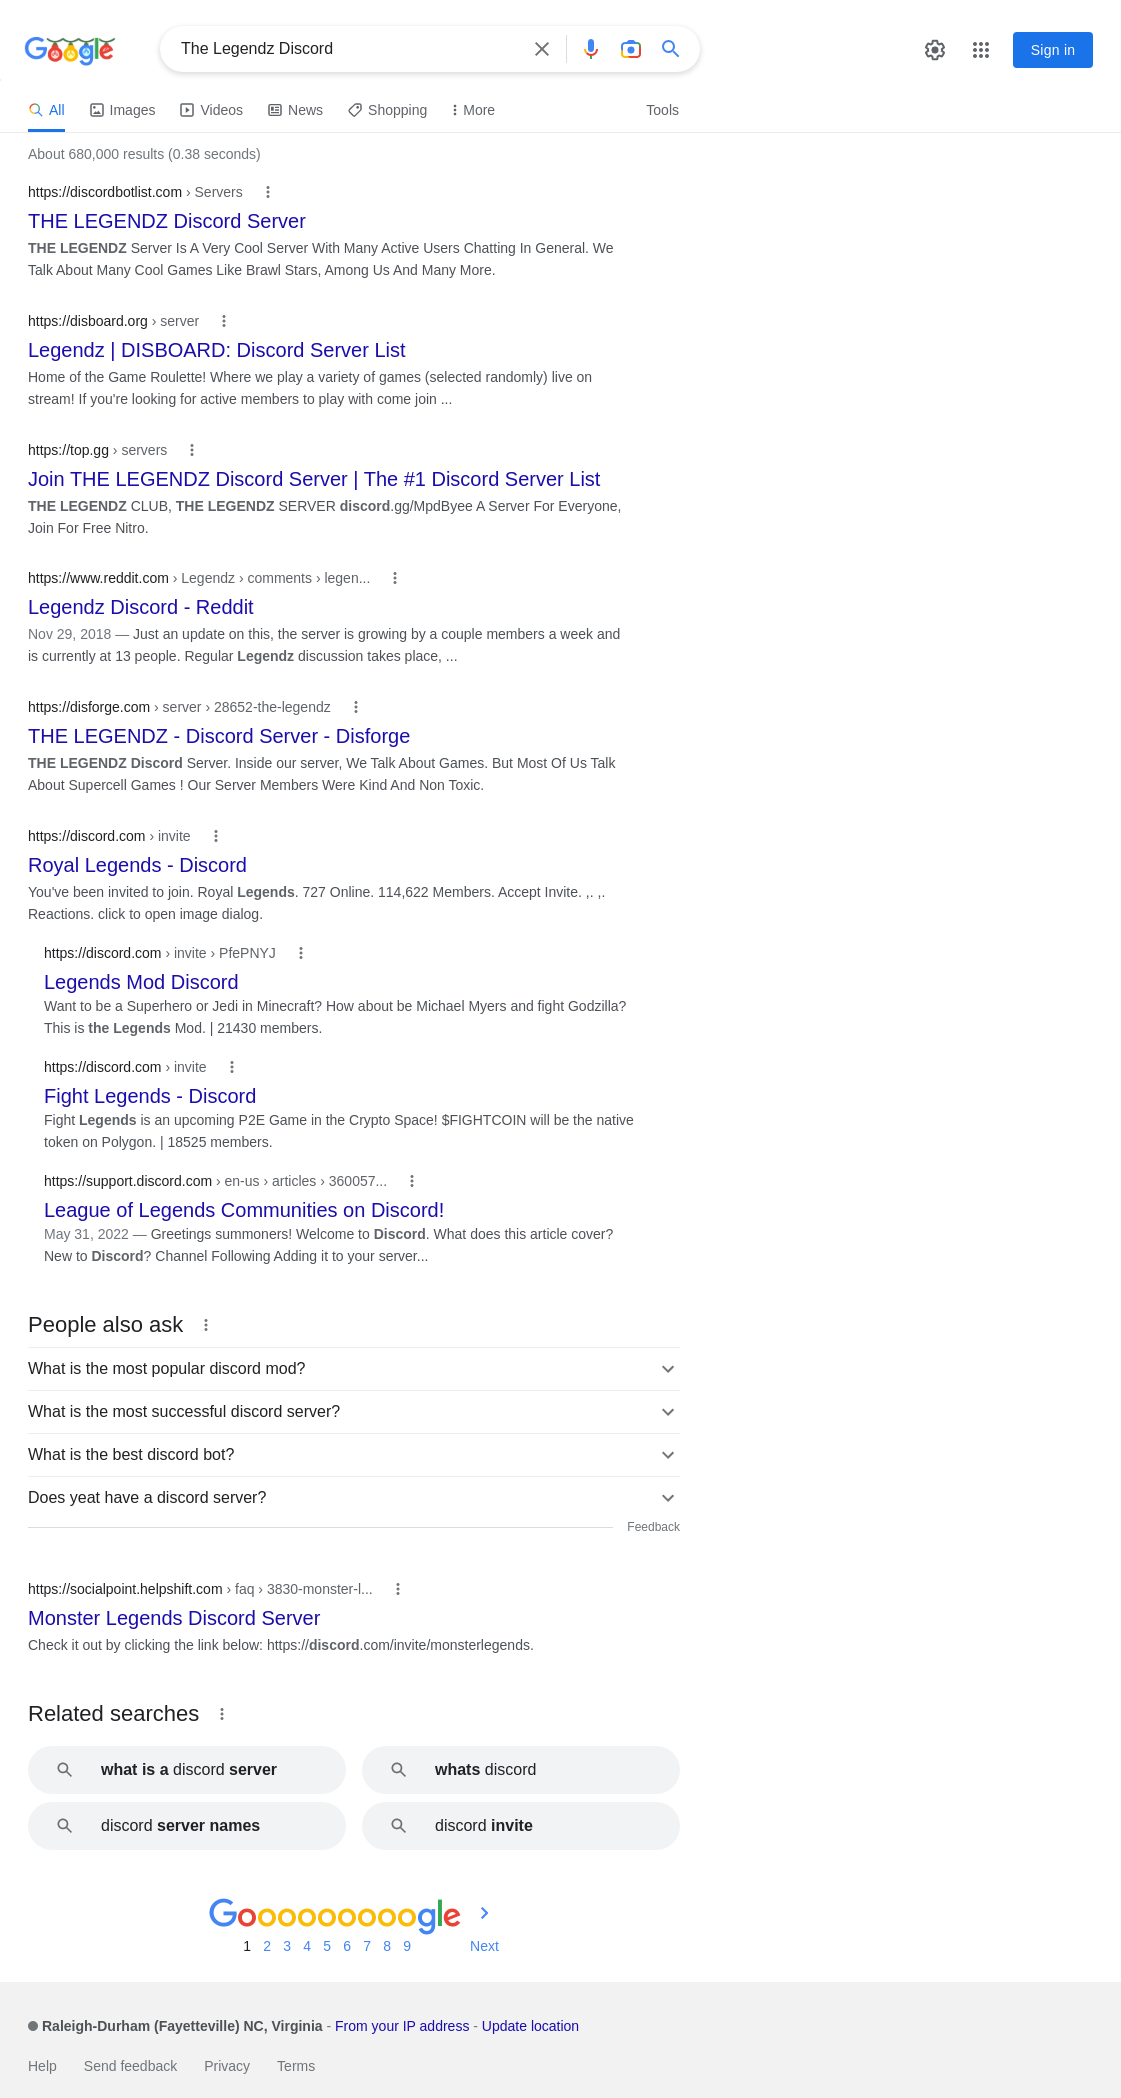 Google
The Legendz Discord
Sign in
All
Images
Videos
News
Shopping
More
Tools
About 680,000 results (0.38 seconds)
https://discordbotlist.com › Servers
THE LEGENDZ Discord Server
THE LEGENDZ Server Is A Very Cool Server With Many Active Users Chatting In General. We
Talk About Many Cool Games Like Brawl Stars, Among Us And Many More.
https://disboard.org › server
Legendz | DISBOARD: Discord Server List
Home of the Game Roulette! Where we play a variety of games (selected randomly) live on
stream! If you're looking for active members to play with come join ...
https://top.gg › servers
Join THE LEGENDZ Discord Server | The #1 Discord Server List
THE LEGENDZ CLUB, THE LEGENDZ SERVER discord.gg/MpdByee A Server For Everyone,
Join For Free Nitro.
https://www.reddit.com › Legendz › comments › legen...
Legendz Discord - Reddit
Nov 29, 2018 — Just an update on this, the server is growing by a couple members a week and
is currently at 13 people. Regular Legendz discussion takes place, ...
https://disforge.com › server › 28652-the-legendz
THE LEGENDZ - Discord Server - Disforge
THE LEGENDZ Discord Server. Inside our server, We Talk About Games. But Most Of Us Talk
About Supercell Games ! Our Server Members Were Kind And Non Toxic.
https://discord.com › invite
Royal Legends - Discord
You've been invited to join. Royal Legends. 727 Online. 114,622 Members. Accept Invite. ,. ,.
Reactions. click to open image dialog.
https://discord.com › invite › PfePNYJ
Legends Mod Discord
Want to be a Superhero or Jedi in Minecraft? How about be Michael Myers and fight Godzilla?
This is the Legends Mod. | 21430 members.
https://discord.com › invite
Fight Legends - Discord
Fight Legends is an upcoming P2E Game in the Crypto Space! $FIGHTCOIN will be the native
token on Polygon. | 18525 members.
https://support.discord.com › en-us › articles › 360057...
League of Legends Communities on Discord!
May 31, 2022 — Greetings summoners! Welcome to Discord. What does this article cover?
New to Discord? Channel Following Adding it to your server...
People also ask
What is the most popular discord mod?
What is the most successful discord server?
What is the best discord bot?
Does yeat have a discord server?
Feedback
https://socialpoint.helpshift.com › faq › 3830-monster-l...
Monster Legends Discord Server
Check it out by clicking the link below: https://discord.com/invite/monsterlegends.
Related searches
what is a discord server
whats discord
discord server names
discord invite
Goooooooooogle
1 2 3 4 5 6 7 8 9 Next
Raleigh-Durham (Fayetteville) NC, Virginia - From your IP address - Update location
Help Send feedback Privacy Terms